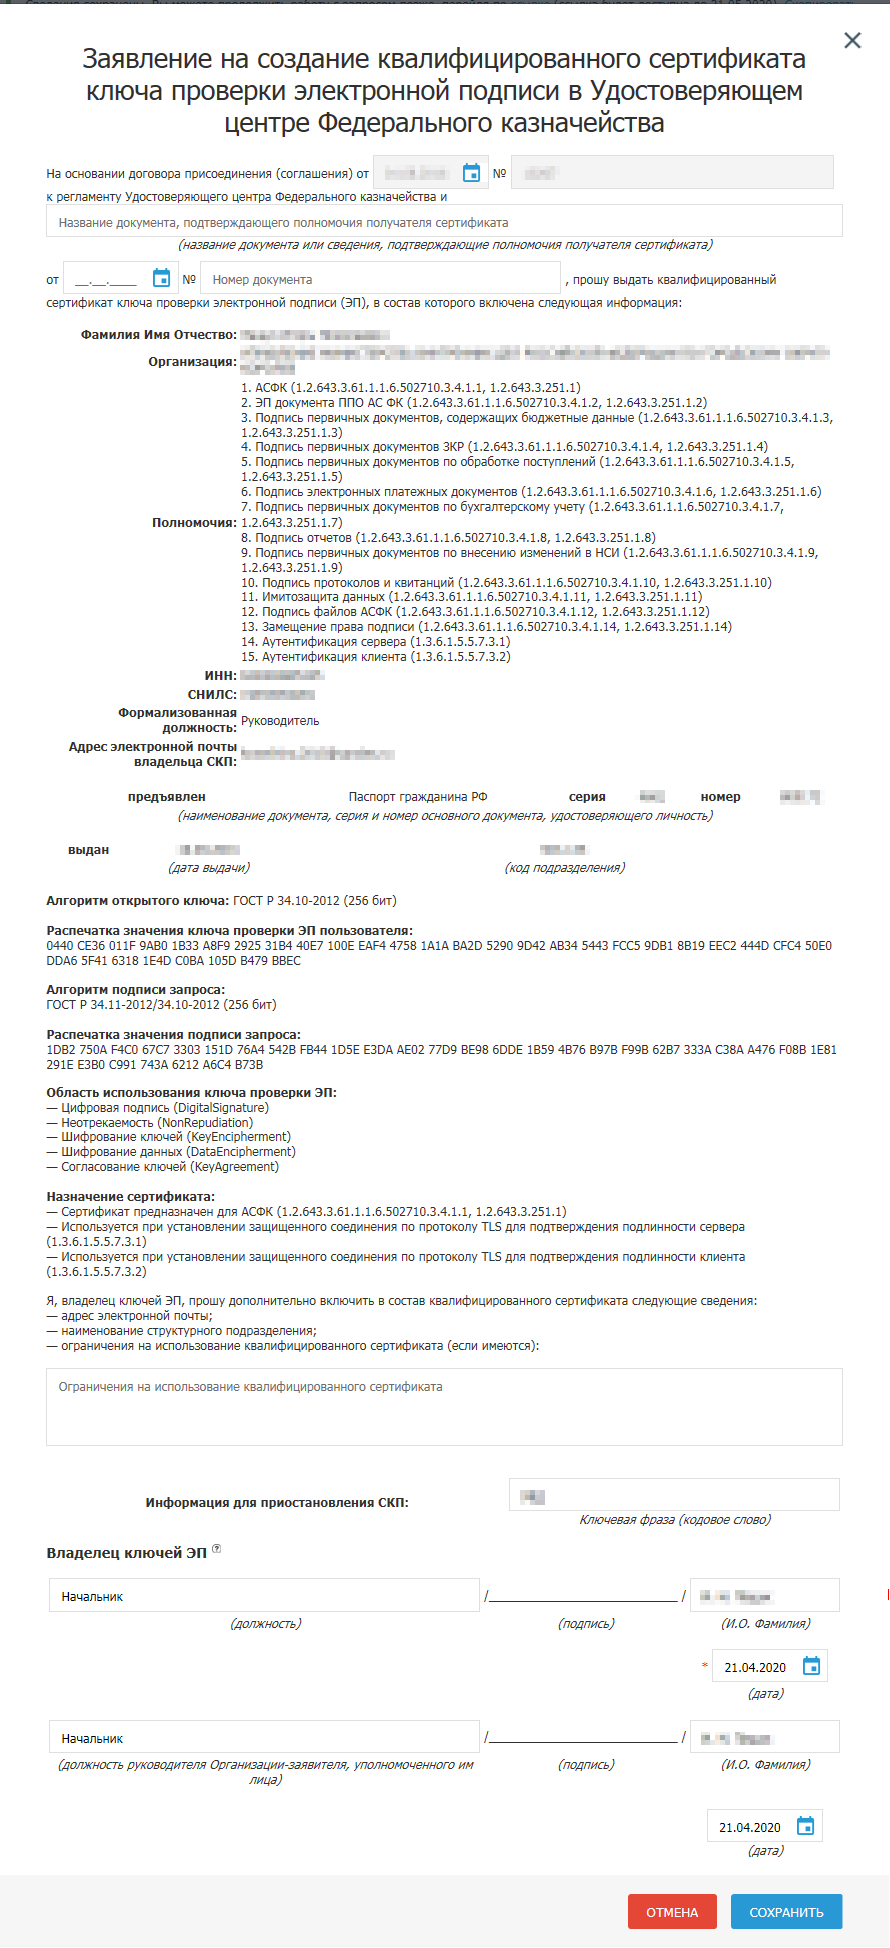 Заявление на создание квалифицированного сертификата
ключа проверки электронной подписи в Удостоверяющем
центре Федерального казначейства
На основании договора присоединения (соглашения) от №
к регламенту Удостоверяющего центра Федерального казначейства и
Название документа, подтверждающего полномочия получателя сертификата
(название документа или сведения, подтверждающие полномочия получателя сертификата)
от __.__.____ № Номер документа , прошу выдать квалифицированный
сертификат ключа проверки электронной подписи (ЭП), в состав которого включена следующая информация:
Фамилия Имя Отчество:
Организация:
Полномочия:
1. АСФК (1.2.643.3.61.1.1.6.502710.3.4.1.1, 1.2.643.3.251.1)
2. ЭП документа ППО АС ФК (1.2.643.3.61.1.1.6.502710.3.4.1.2, 1.2.643.3.251.1.2)
3. Подпись первичных документов, содержащих бюджетные данные (1.2.643.3.61.1.1.6.502710.3.4.1.3,
1.2.643.3.251.1.3)
4. Подпись первичных документов ЗКР (1.2.643.3.61.1.1.6.502710.3.4.1.4, 1.2.643.3.251.1.4)
5. Подпись первичных документов по обработке поступлений (1.2.643.3.61.1.1.6.502710.3.4.1.5,
1.2.643.3.251.1.5)
6. Подпись электронных платежных документов (1.2.643.3.61.1.1.6.502710.3.4.1.6, 1.2.643.3.251.1.6)
7. Подпись первичных документов по бухгалтерскому учету (1.2.643.3.61.1.1.6.502710.3.4.1.7,
1.2.643.3.251.1.7)
8. Подпись отчетов (1.2.643.3.61.1.1.6.502710.3.4.1.8, 1.2.643.3.251.1.8)
9. Подпись первичных документов по внесению изменений в НСИ (1.2.643.3.61.1.1.6.502710.3.4.1.9,
1.2.643.3.251.1.9)
10. Подпись протоколов и квитанций (1.2.643.3.61.1.1.6.502710.3.4.1.10, 1.2.643.3.251.1.10)
11. Имитозащита данных (1.2.643.3.61.1.1.6.502710.3.4.1.11, 1.2.643.3.251.1.11)
12. Подпись файлов АСФК (1.2.643.3.61.1.1.6.502710.3.4.1.12, 1.2.643.3.251.1.12)
13. Замещение права подписи (1.2.643.3.61.1.1.6.502710.3.4.1.14, 1.2.643.3.251.1.14)
14. Аутентификация сервера (1.3.6.1.5.5.7.3.1)
15. Аутентификация клиента (1.3.6.1.5.5.7.3.2)
ИНН:
СНИЛС:
Формализованная
должность: Руководитель
Адрес электронной почты
владельца СКП:
предъявлен Паспорт гражданина РФ серия номер
(наименование документа, серия и номер основного документа, удостоверяющего личность)
выдан
(дата выдачи) (код подразделения)
Алгоритм открытого ключа: ГОСТ Р 34.10-2012 (256 бит)
Распечатка значения ключа проверки ЭП пользователя:
0440 CE36 011F 9AB0 1B33 A8F9 2925 31B4 40E7 100E EAF4 4758 1A1A BA2D 5290 9D42 AB34 5443 FCC5 9DB1 8B19 EEC2 444D CFC4 50E0
DDA6 5F41 6318 1E4D C0BA 105D B479 BBEC
Алгоритм подписи запроса:
ГОСТ Р 34.11-2012/34.10-2012 (256 бит)
Распечатка значения подписи запроса:
1DB2 750A F4C0 67C7 3303 151D 76A4 542B FB44 1D5E E3DA AE02 77D9 BE98 6DDE 1B59 4B76 B97B F99B 62B7 333A C38A A476 F08B 1E81
291E E3B0 C991 743A 6212 A6C4 B73B
Область использования ключа проверки ЭП:
— Цифровая подпись (DigitalSignature)
— Неотрекаемость (NonRepudiation)
— Шифрование ключей (KeyEncipherment)
— Шифрование данных (DataEncipherment)
— Согласование ключей (KeyAgreement)
Назначение сертификата:
— Сертификат предназначен для АСФК (1.2.643.3.61.1.1.6.502710.3.4.1.1, 1.2.643.3.251.1)
— Используется при установлении защищенного соединения по протоколу TLS для подтверждения подлинности сервера
(1.3.6.1.5.5.7.3.1)
— Используется при установлении защищенного соединения по протоколу TLS для подтверждения подлинности клиента
(1.3.6.1.5.5.7.3.2)
Я, владелец ключей ЭП, прошу дополнительно включить в состав квалифицированного сертификата следующие сведения:
— адрес электронной почты;
— наименование структурного подразделения;
— ограничения на использование квалифицированного сертификата (если имеются):
Ограничения на использование квалифицированного сертификата
Информация для приостановления СКП:
Ключевая фраза (кодовое слово)
Владелец ключей ЭП ?
Начальник / /
(должность) (подпись) (И.О. Фамилия)
* 21.04.2020
(дата)
Начальник / /
(должность руководителя Организации-заявителя, уполномоченного им
лица) (подпись) (И.О. Фамилия)
21.04.2020
(дата)
ОТМЕНА СОХРАНИТЬ